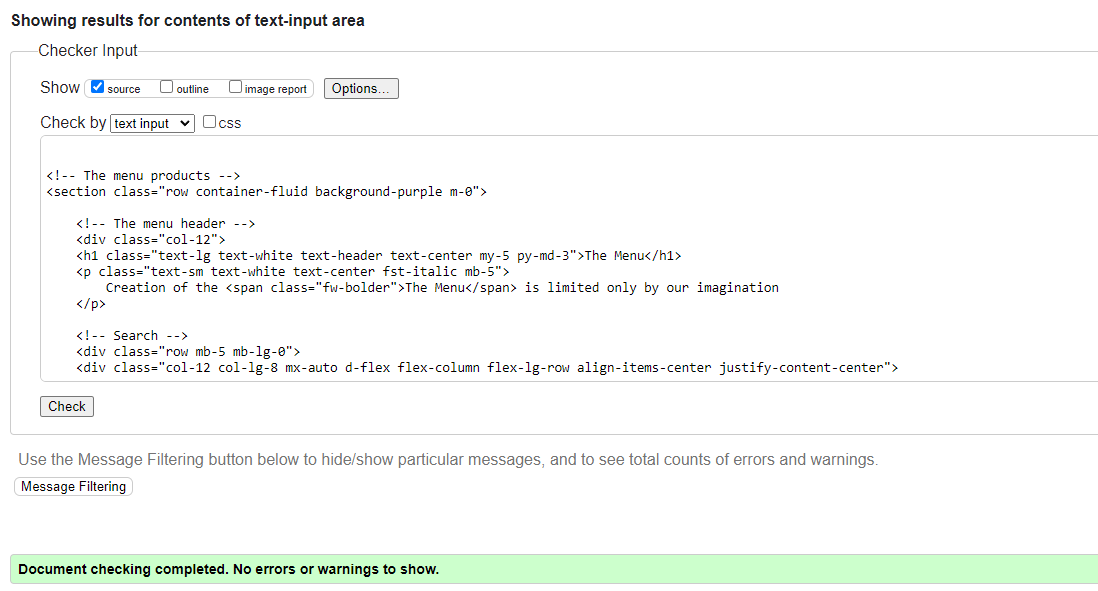 Showing results for contents of text-input area
Checker Input
Show source outline image report Options...
Check by text input css
<!-- The menu products -->
<section class="row container-fluid background-purple m-0">
<!-- The menu header -->
<div class="col-12">
<h1 class="text-lg text-white text-header text-center my-5 py-md-3">The Menu</h1>
<p class="text-sm text-white text-center fst-italic mb-5">
Creation of the <span class="fw-bolder">The Menu</span> is limited only by our imagination
</p>
<!-- Search -->
<div class="row mb-5 mb-lg-0">
<div class="col-12 col-lg-8 mx-auto d-flex flex-column flex-lg-row align-items-center justify-content-center">
Check
Use the Message Filtering button below to hide/show particular messages, and to see total counts of errors and warnings.
Message Filtering
Document checking completed. No errors or warnings to show.